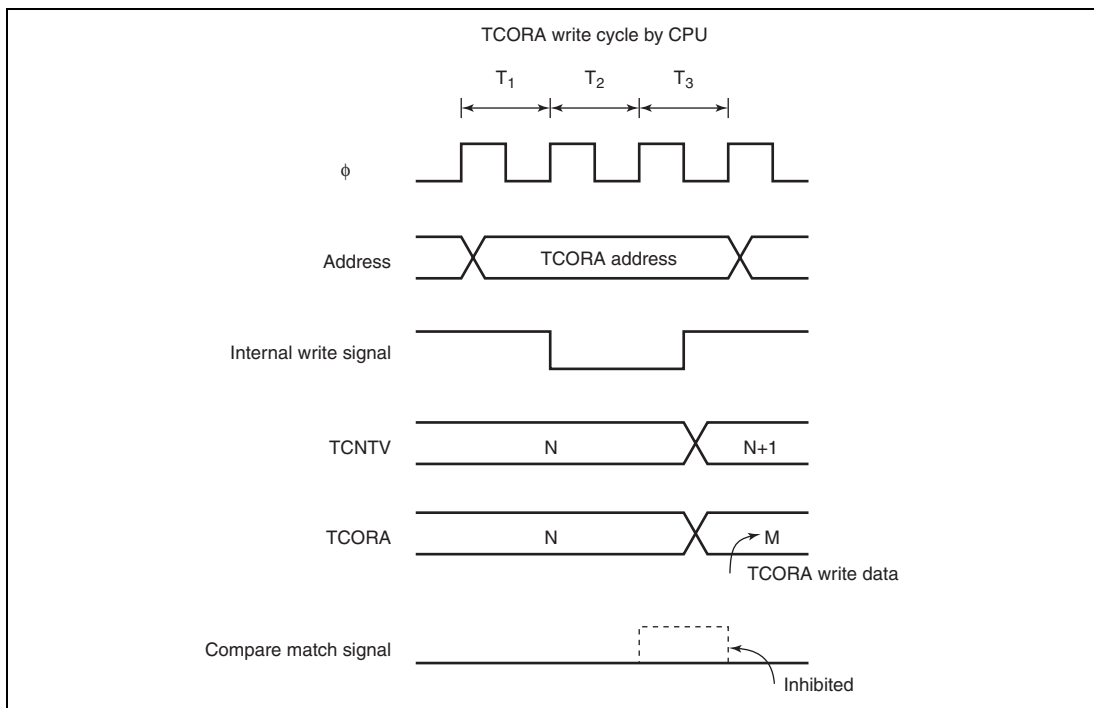 TCORA write cycle by CPU
T1 T2 T3
ϕ
Address
TCORA address
Internal write signal
TCNTV
N
N+1
TCORA
N
M
TCORA write data
Compare match signal
Inhibited